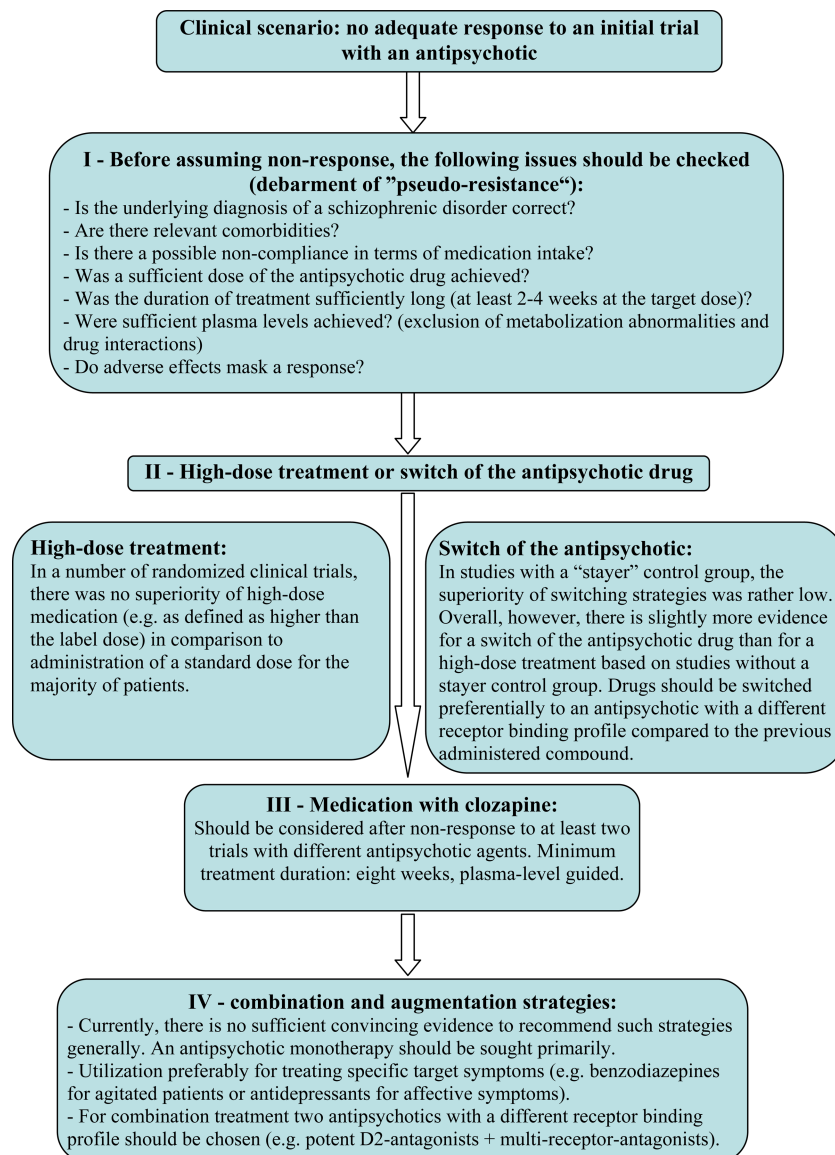 Clinical scenario: no adequate response to an initial trial
with an antipsychotic
I - Before assuming non-response, the following issues should be checked
(debarment of ”pseudo-resistance“):
- Is the underlying diagnosis of a schizophrenic disorder correct?
- Are there relevant comorbidities?
- Is there a possible non-compliance in terms of medication intake?
- Was a sufficient dose of the antipsychotic drug achieved?
- Was the duration of treatment sufficiently long (at least 2-4 weeks at the target dose)?
- Were sufficient plasma levels achieved? (exclusion of metabolization abnormalities and
drug interactions)
- Do adverse effects mask a response?
II - High-dose treatment or switch of the antipsychotic drug
High-dose treatment:
In a number of randomized clinical trials,
there was no superiority of high-dose
medication (e.g. as defined as higher than
the label dose) in comparison to
administration of a standard dose for the
majority of patients.
Switch of the antipsychotic:
In studies with a “stayer” control group, the
superiority of switching strategies was rather low.
Overall, however, there is slightly more evidence
for a switch of the antipsychotic drug than for a
high-dose treatment based on studies without a
stayer control group. Drugs should be switched
preferentially to an antipsychotic with a different
receptor binding profile compared to the previous
administered compound.
III - Medication with clozapine:
Should be considered after non-response to at least two
trials with different antipsychotic agents. Minimum
treatment duration: eight weeks, plasma-level guided.
IV - combination and augmentation strategies:
- Currently, there is no sufficient convincing evidence to recommend such strategies
generally. An antipsychotic monotherapy should be sought primarily.
- Utilization preferably for treating specific target symptoms (e.g. benzodiazepines
for agitated patients or antidepressants for affective symptoms).
- For combination treatment two antipsychotics with a different receptor binding
profile should be chosen (e.g. potent D2-antagonists + multi-receptor-antagonists).